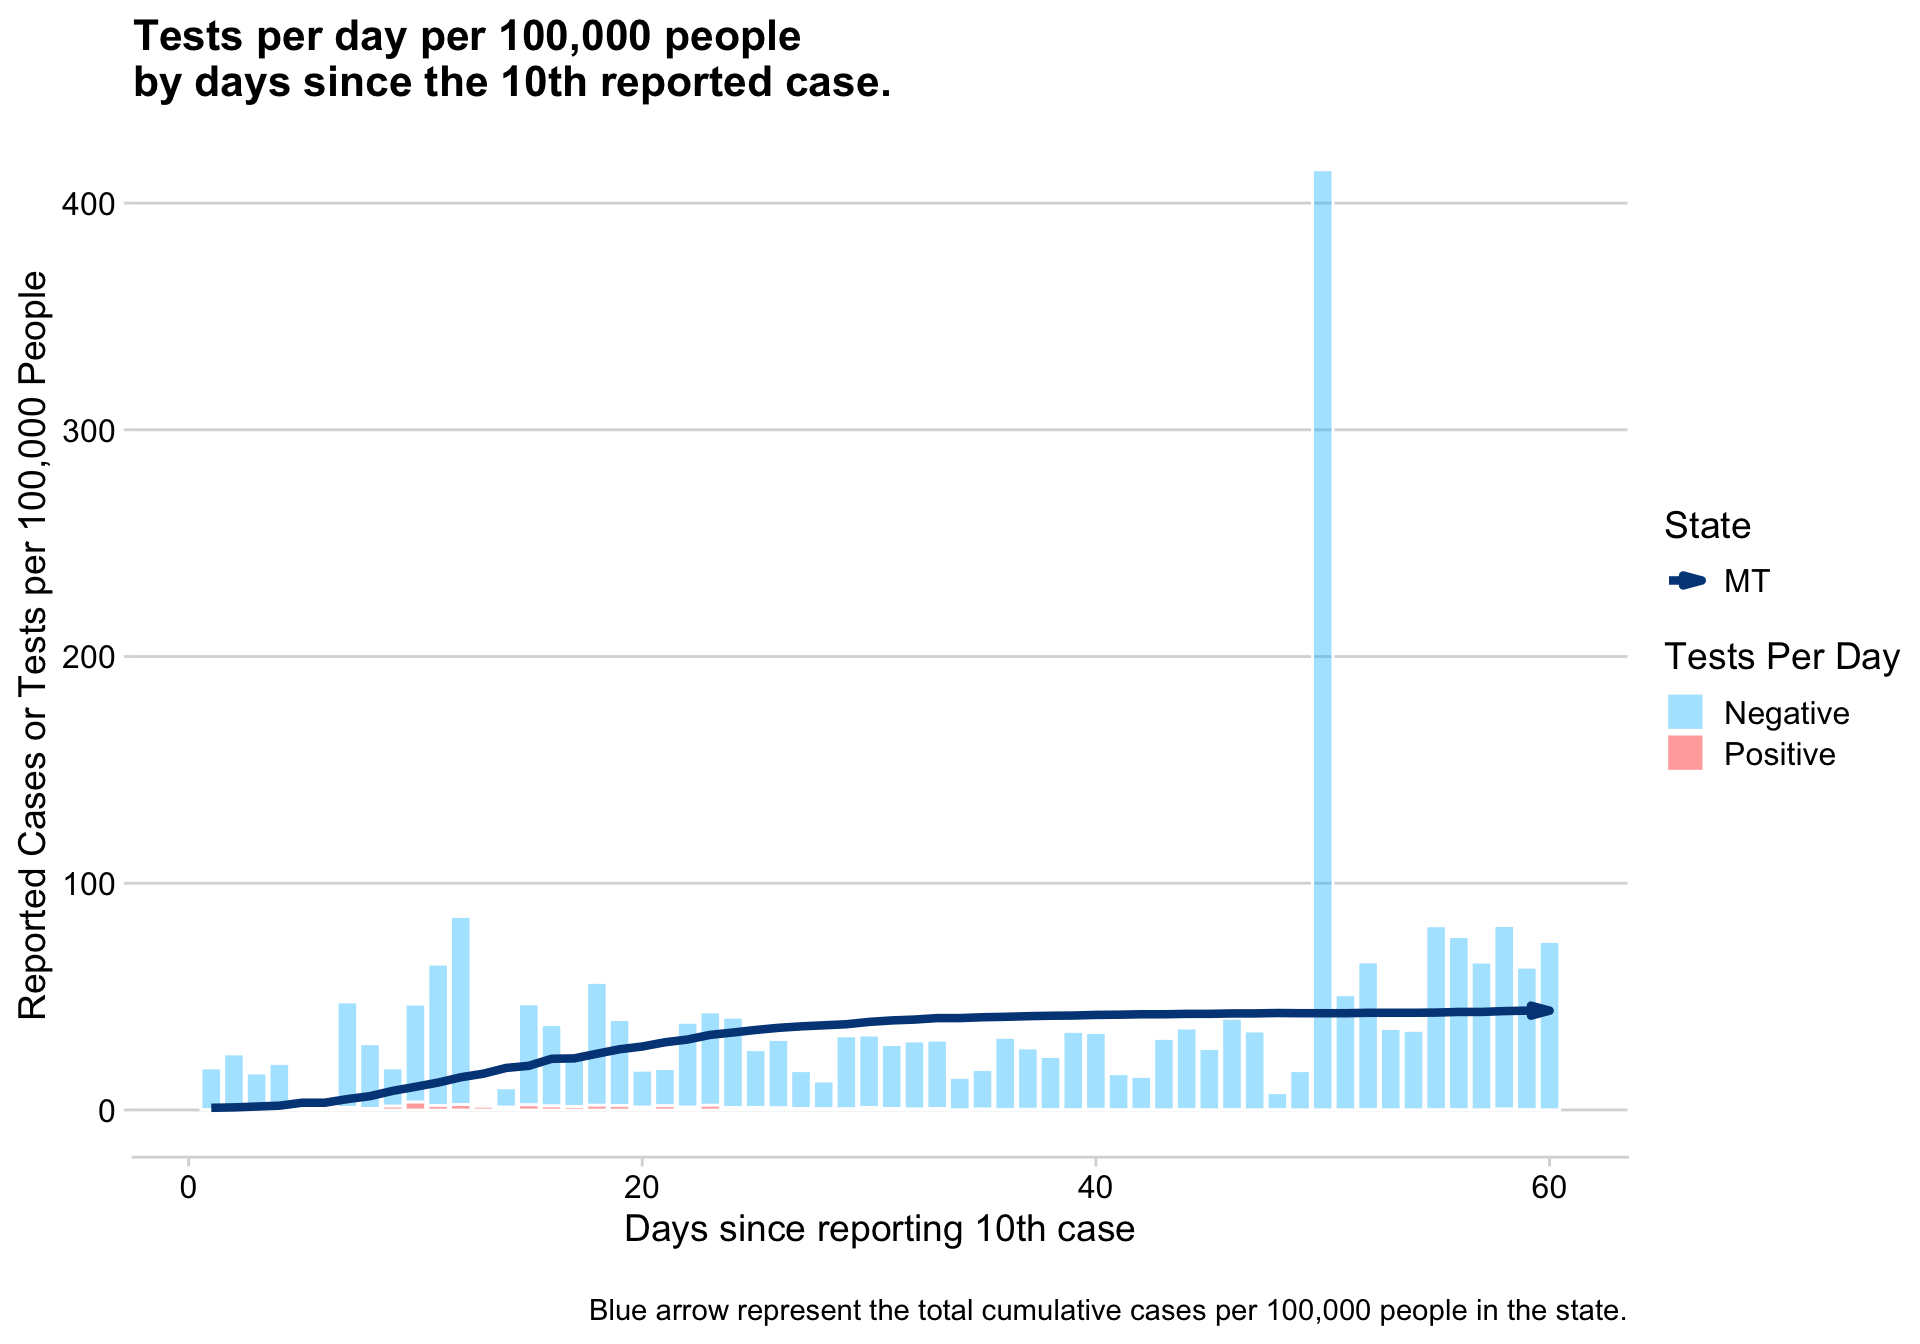 Tests per day per 100,000 people
by days since the 10th reported case.
Reported Cases or Tests per 100,000 People
400
300
200
100
0
0 20 40 60
Days since reporting 10th case
State
MT
Tests Per Day
Negative
Positive
Blue arrow represent the total cumulative cases per 100,000 people in the state.